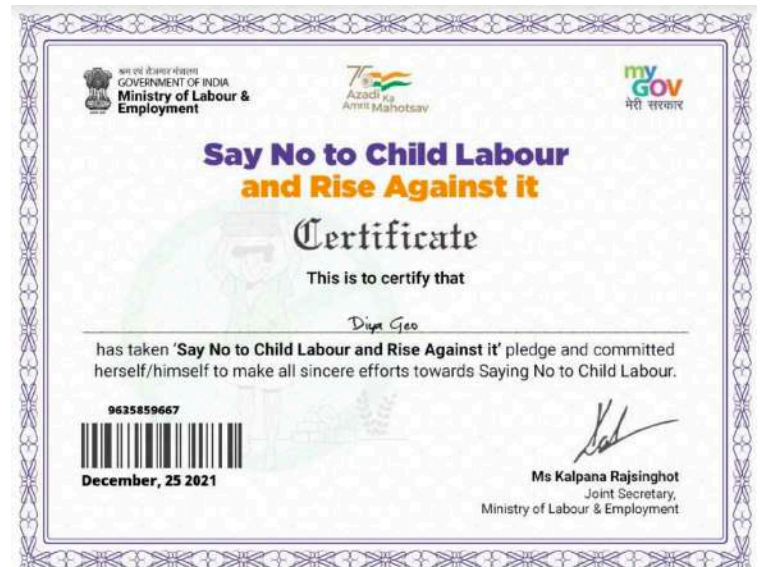 श्रम एवं रोजगार मंत्रालय
GOVERNMENT OF INDIA
Ministry of Labour &
Employment
75
Azadi Ka
Amrit Mahotsav
my
GOV
मेरी सरकार
Say No to Child Labour
and Rise Against it
Certificate
This is to certify that
Diya Geo
has taken 'Say No to Child Labour and Rise Against it' pledge and committed
herself/himself to make all sincere efforts towards Saying No to Child Labour.
9635859667
December, 25 2021
Ms Kalpana Rajsinghot
Joint Secretary,
Ministry of Labour & Employment